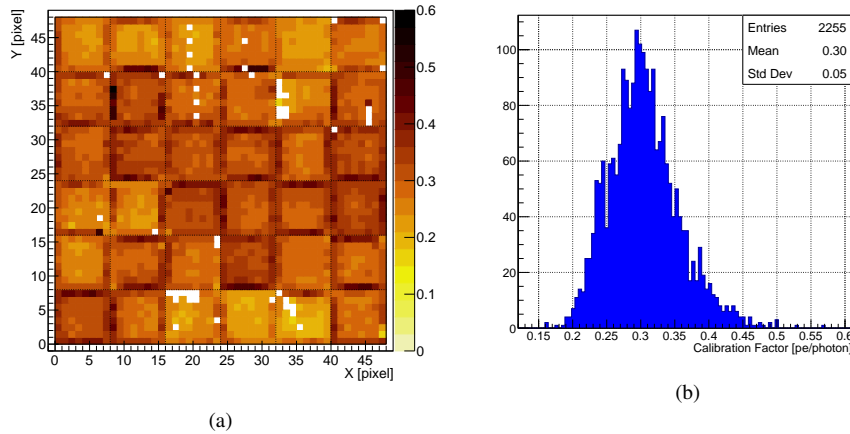 Y [pixel]
45
40
35
30
25
20
15
10
5
0
0 5 10 15 20 25 30 35 40 45
X [pixel]
0.6
0.5
0.4
0.3
0.2
0.1
0
(a)
Entries 2255
Mean 0.30
Std Dev 0.05
100
80
60
40
20
0
0.15 0.2 0.25 0.3 0.35 0.4 0.45 0.5 0.55 0.6
Calibration Factor [pe/photon]
(b)